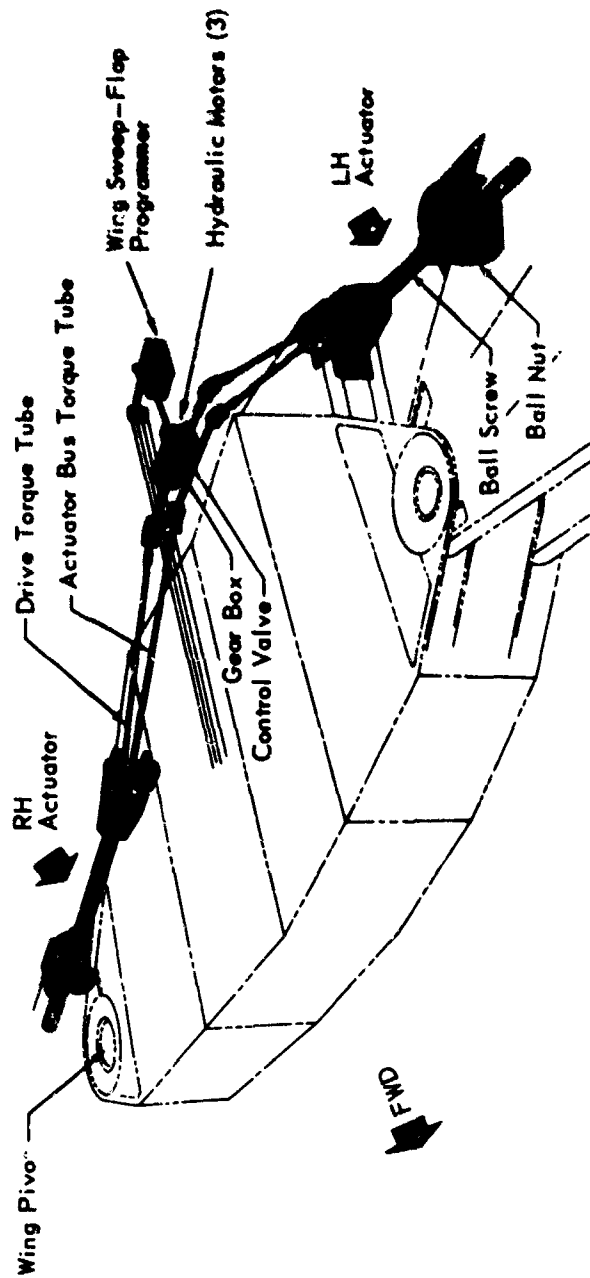 Wing Pivo
RH
Actuator
Drive Torque Tube
Actuator Bus Torque Tube
Wing Sweep-Flap
Programmer
Hydraulic Motors (3)
Gear Box
Control Valve
LH
Actuator
Ball Screw
Ball Nut
FWD